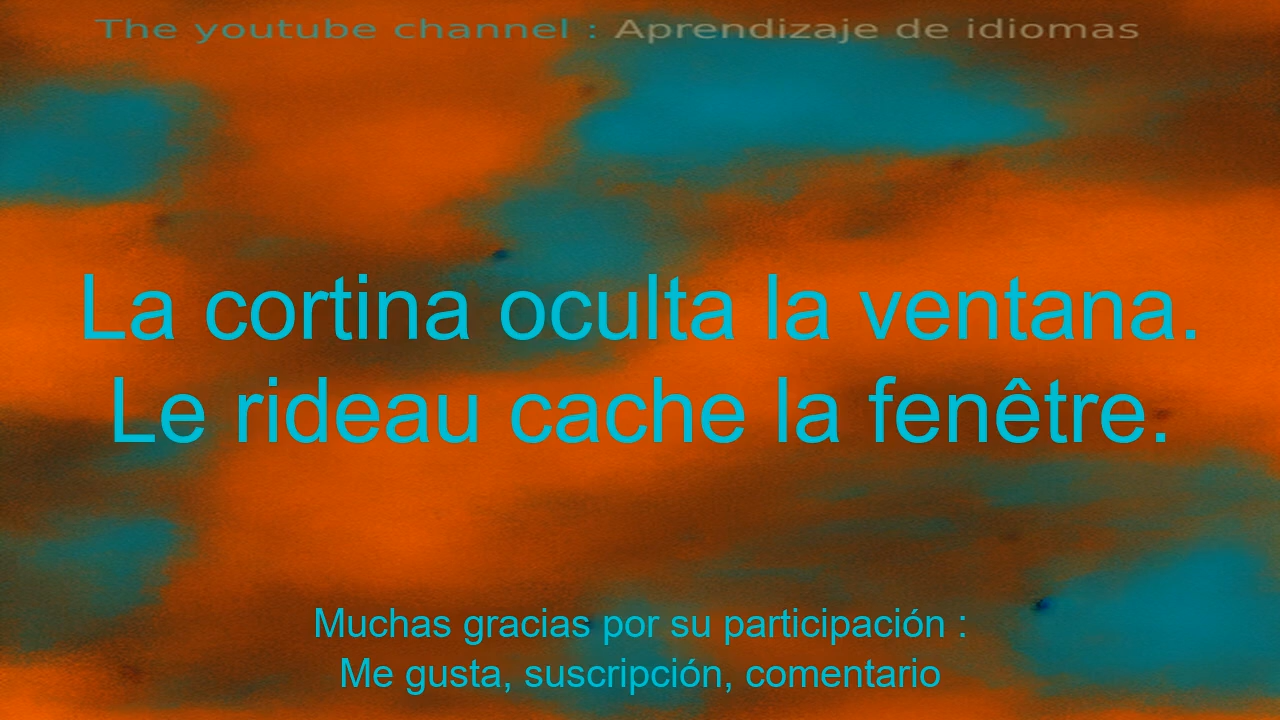 The youtube channel : Aprendizaje de idiomas
La cortina oculta la ventana.
Le rideau cache la fenêtre.
Muchas gracias por su participación :
Me gusta, suscripción, comentario